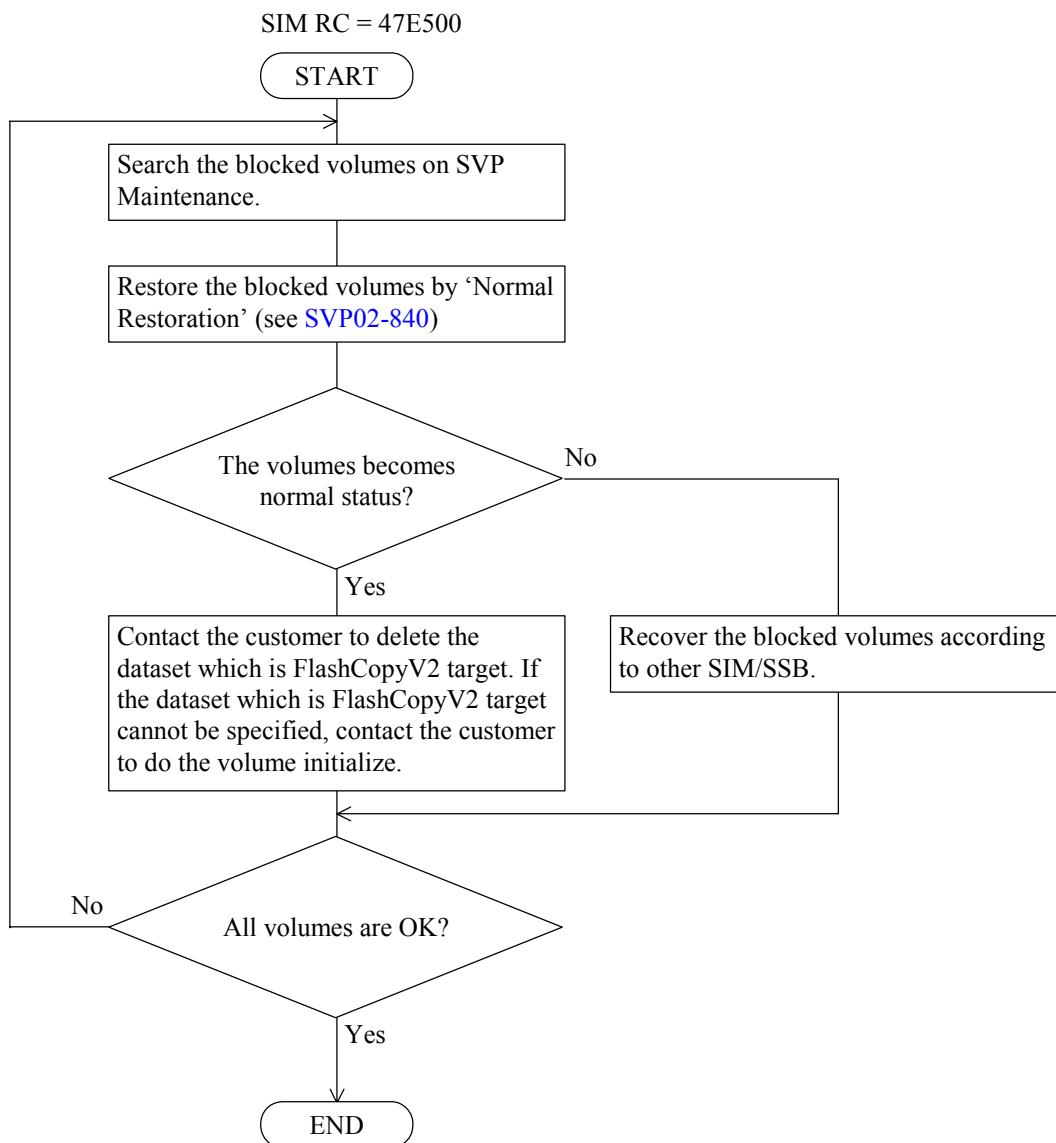 SIM RC = 47E500
START
Search the blocked volumes on SVP
Maintenance.
Restore the blocked volumes by ‘Normal
Restoration’ (see SVP02-840)
The volumes becomes
normal status?
No
Yes
Contact the customer to delete the
dataset which is FlashCopyV2 target. If
the dataset which is FlashCopyV2 target
cannot be specified, contact the customer
to do the volume initialize.
Recover the blocked volumes according
to other SIM/SSB.
No
All volumes are OK?
Yes
END